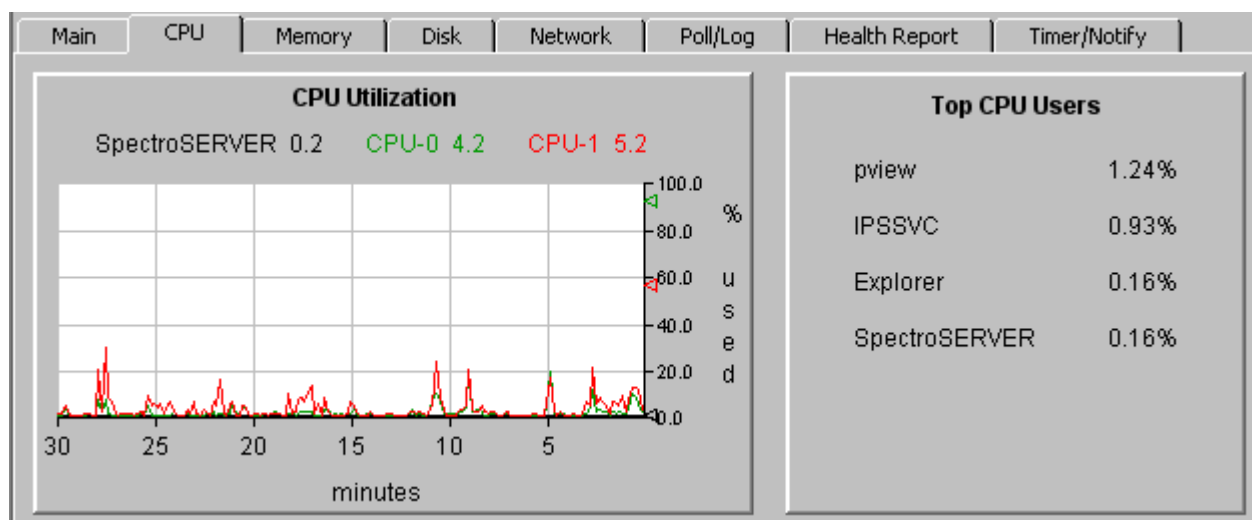 Main CPU Memory Disk Network Poll/Log Health Report Timer/Notify
CPU Utilization
SpectroSERVER 0.2 CPU-0 4.2 CPU-1 5.2
100.0
80.0
60.0
40.0
20.0
0.0
% used
30 25 20 15 10 5
minutes
Top CPU Users
pview 1.24%
IPSSVC 0.93%
Explorer 0.16%
SpectroSERVER 0.16%